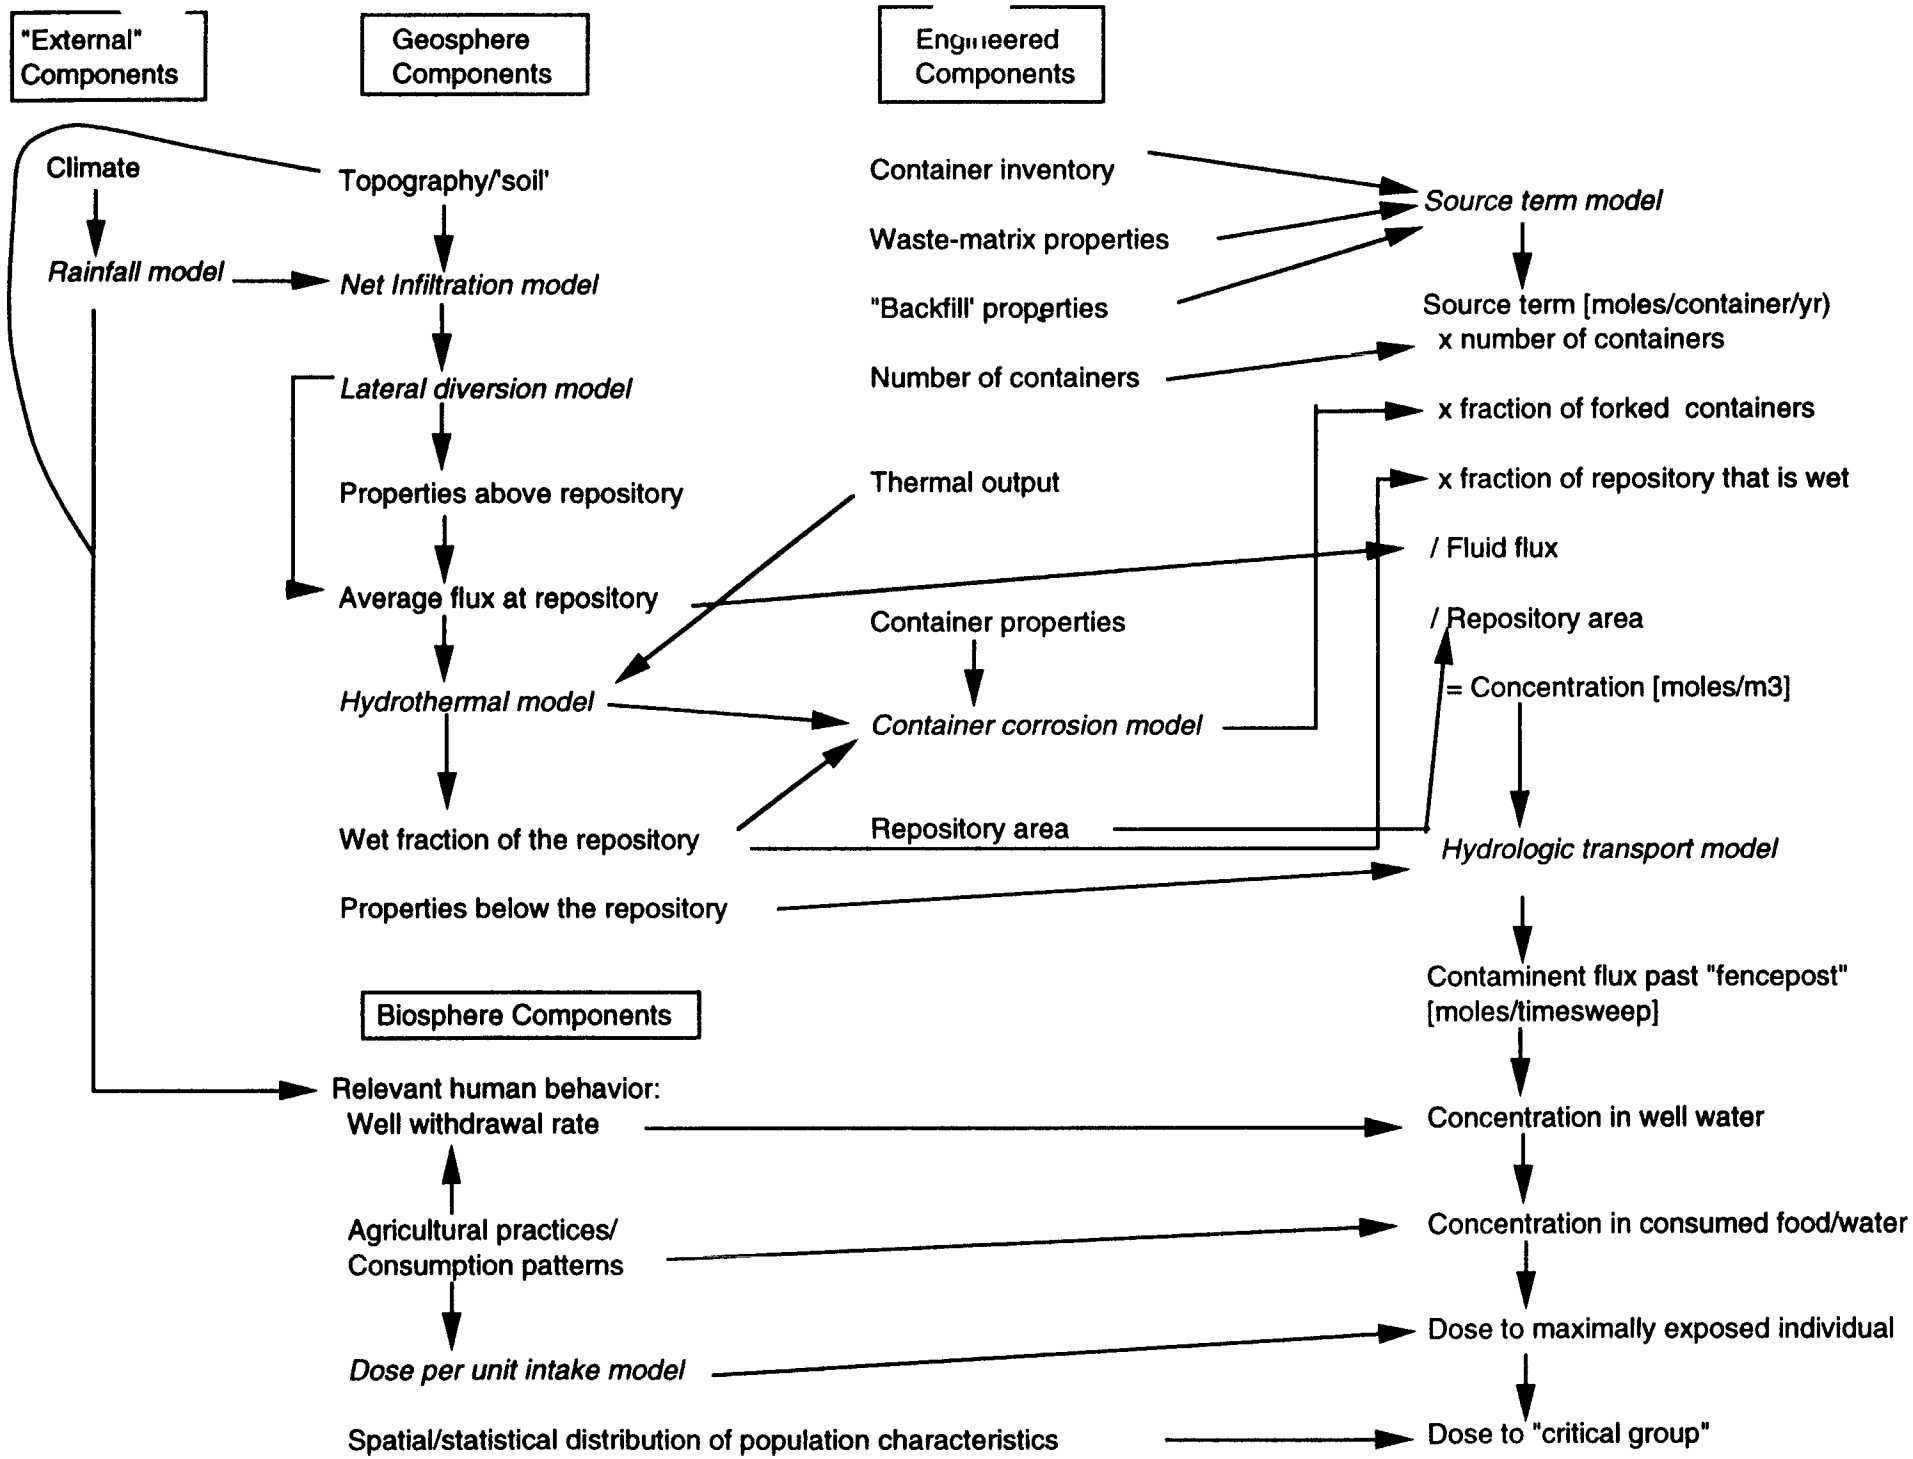 "External"
Components
Geosphere
Components
Engineered
Components
Climate
Rainfall model
Topography/'soil'
Net Infiltration model
Lateral diversion model
Properties above repository
Average flux at repository
Hydrothermal model
Wet fraction of the repository
Properties below the repository
Container inventory
Waste-matrix properties
"Backfill' properties
Number of containers
Thermal output
Container properties
Container corrosion model
Repository area
Source term model
Source term [moles/container/yr)
x number of containers
x fraction of forked containers
x fraction of repository that is wet
/ Fluid flux
/ Repository area
= Concentration [moles/m3]
Hydrologic transport model
Contaminent flux past "fencepost"
[moles/timesweep]
Concentration in well water
Concentration in consumed food/water
Dose to maximally exposed individual
Dose to "critical group"
Biosphere Components
Relevant human behavior:
Well withdrawal rate
Agricultural practices/
Consumption patterns
Dose per unit intake model
Spatial/statistical distribution of population characteristics